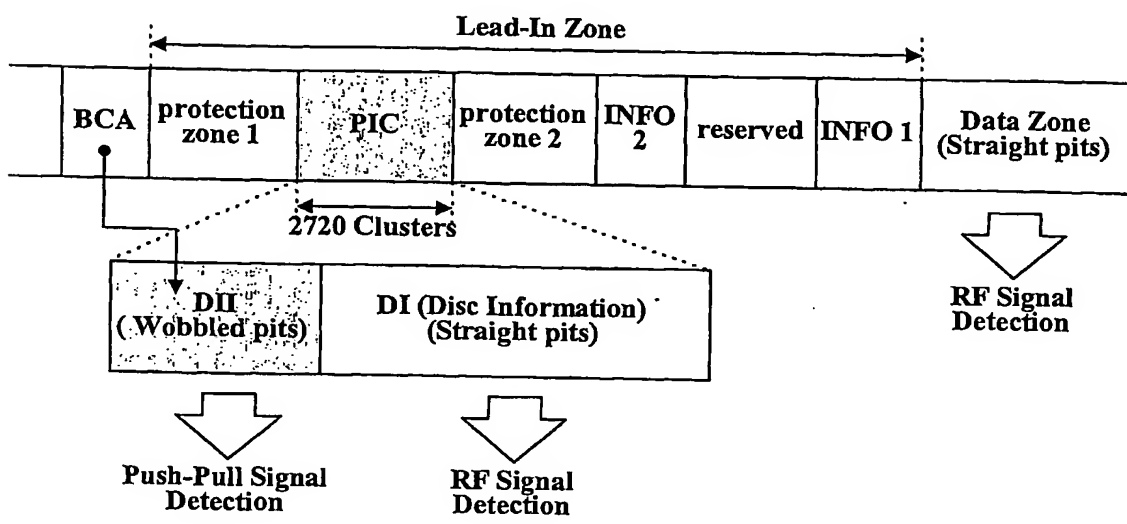 Lead-In Zone
BCA
protection
zone 1
PIC
protection
zone 2
INFO
2
reserved
INFO 1
Data Zone
(Straight pits)
2720 Clusters
DII
( Wobbled pits)
DI (Disc Information)
(Straight pits)
RF Signal
Detection
Push-Pull Signal
Detection
RF Signal
Detection